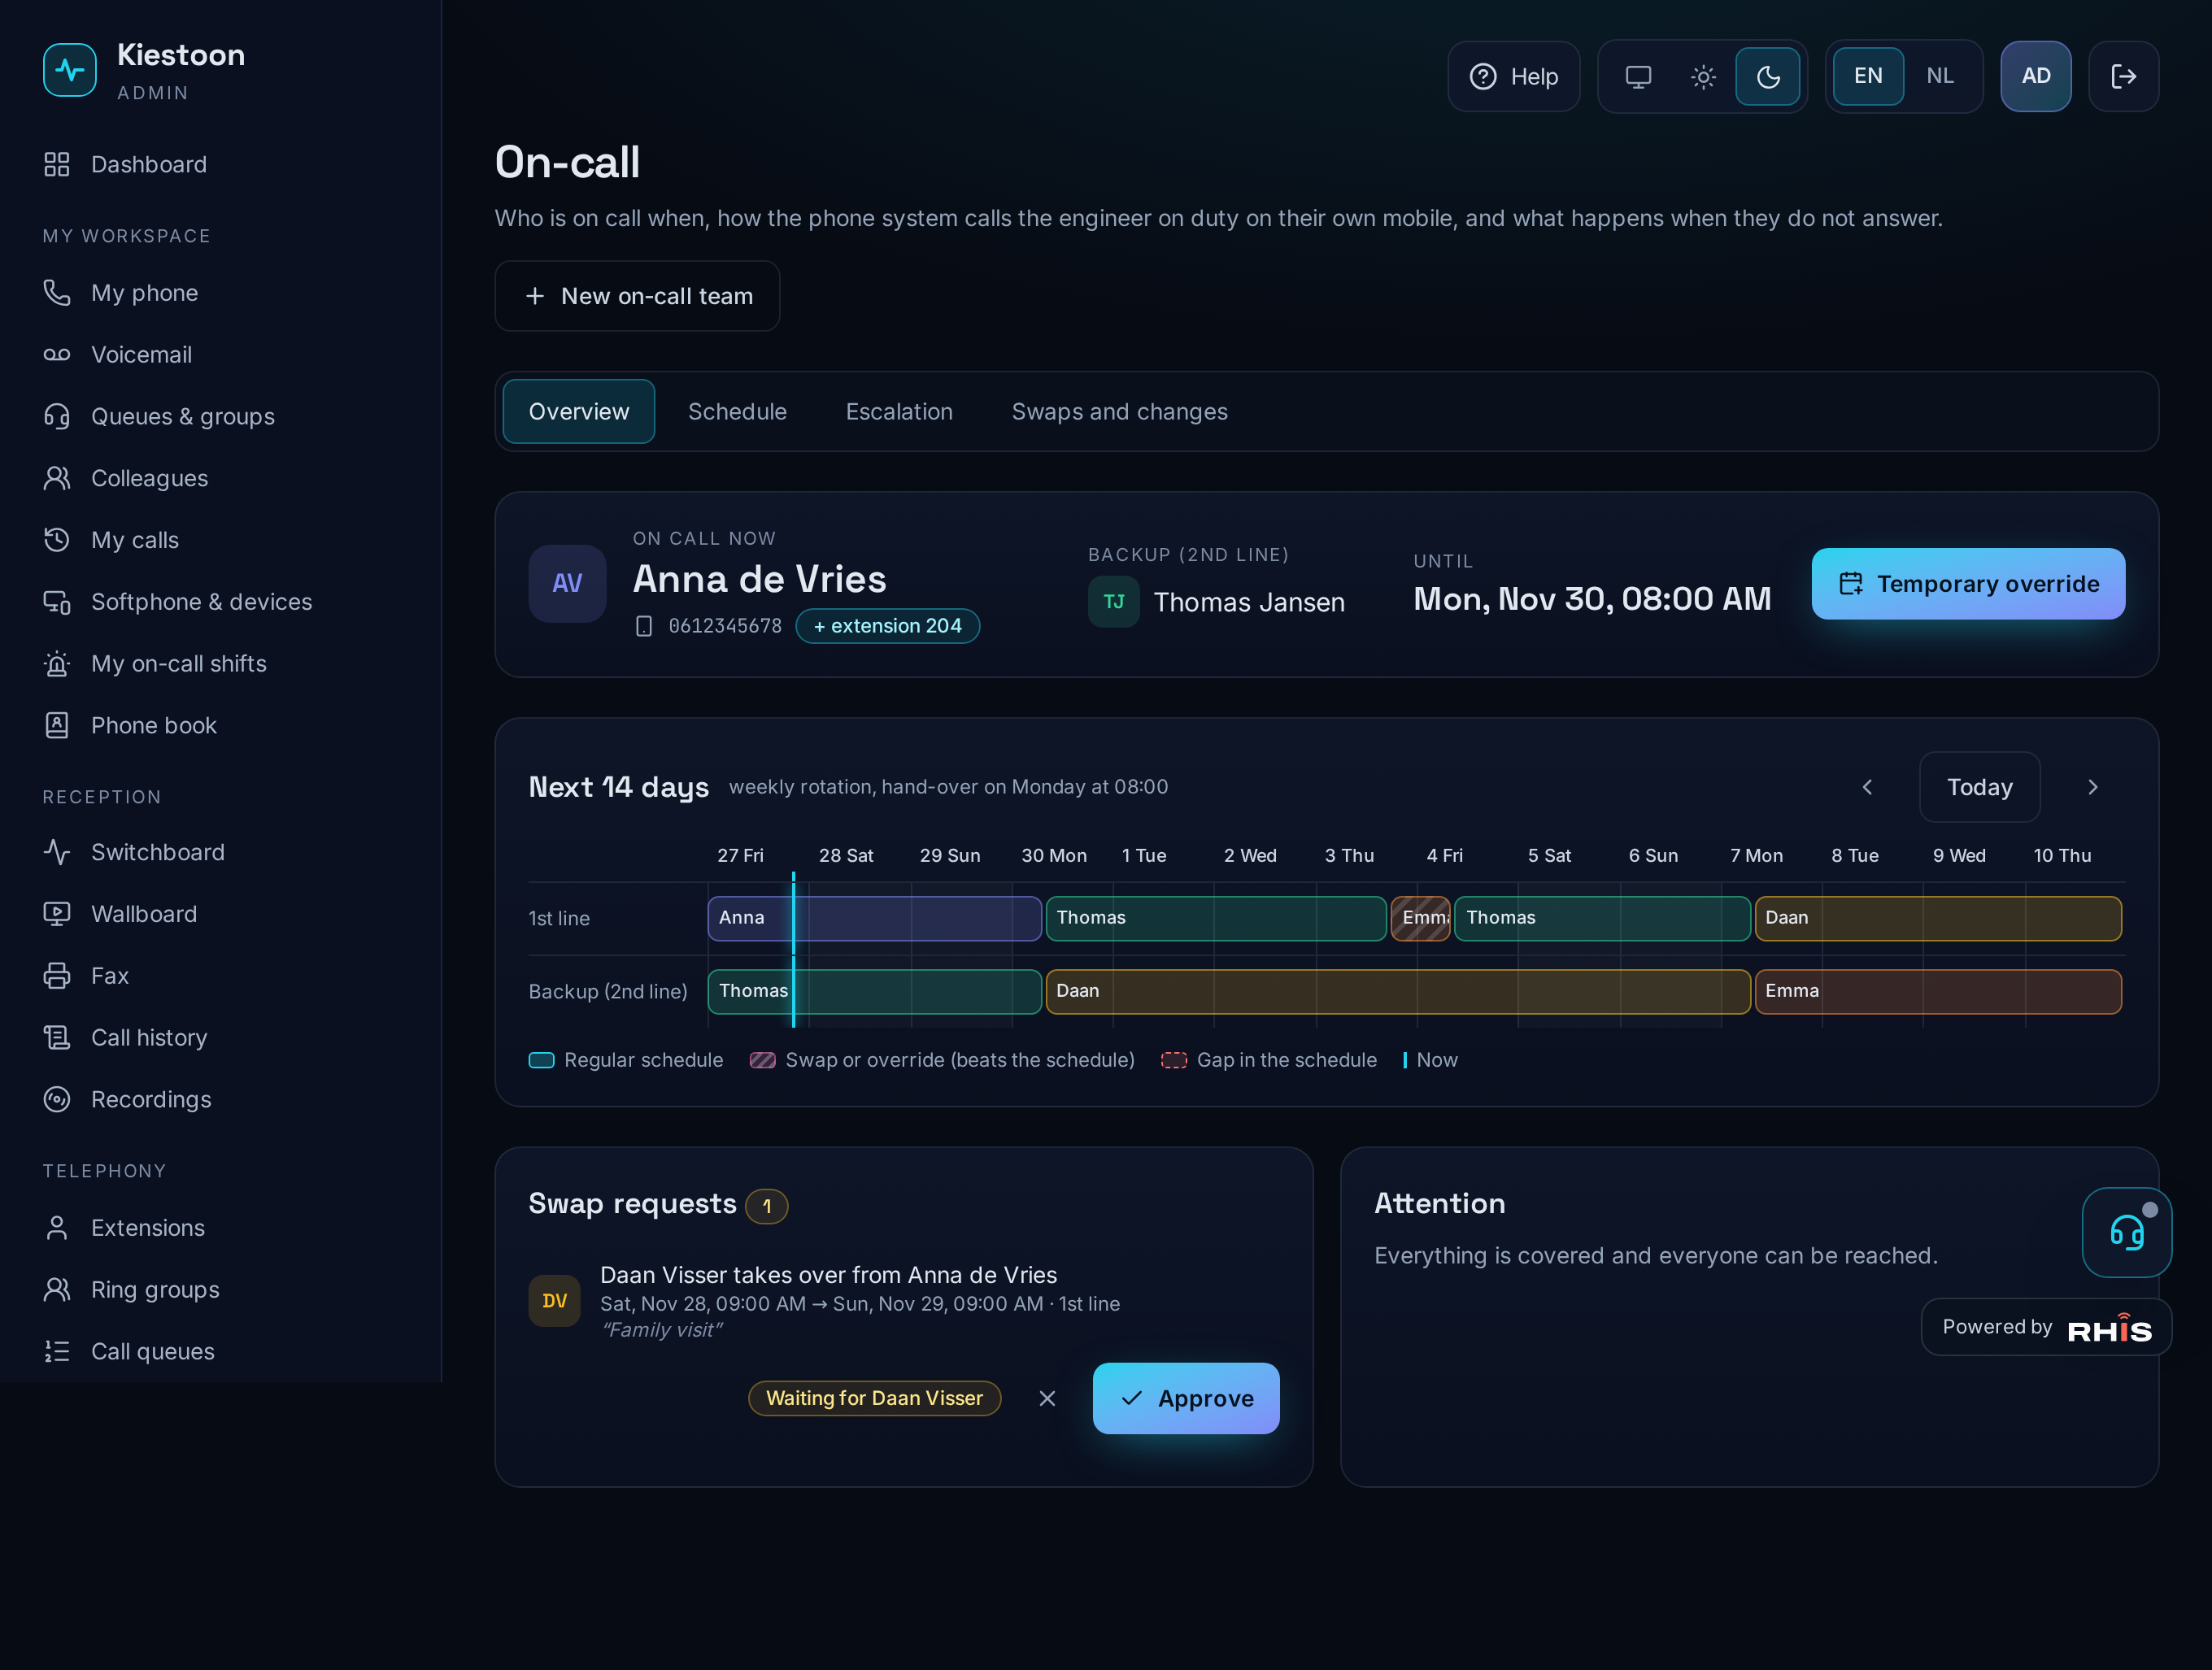 Kiestoon
ADMIN
Dashboard
MY WORKSPACE
My phone
Voicemail
Queues & groups
Colleagues
My calls
Softphone & devices
My on-call shifts
Phone book
RECEPTION
Switchboard
Wallboard
Fax
Call history
Recordings
TELEPHONY
Extensions
Ring groups
Call queues
Help
EN NL
AD
On-call
Who is on call when, how the phone system calls the engineer on duty on their own mobile, and what happens when they do not answer.
New on-call team
Overview Schedule Escalation Swaps and changes
AV
ON CALL NOW
Anna de Vries
0612345678 + extension 204
BACKUP (2ND LINE)
TJ Thomas Jansen
UNTIL
Mon, Nov 30, 08:00 AM
Temporary override
Next 14 days weekly rotation, hand-over on Monday at 08:00
Today
27 Fri 28 Sat 29 Sun 30 Mon 1 Tue 2 Wed 3 Thu 4 Fri 5 Sat 6 Sun 7 Mon 8 Tue 9 Wed 10 Thu
1st line Anna Thomas Emma Thomas Daan
Backup (2nd line) Thomas Daan Emma
Regular schedule Swap or override (beats the schedule) Gap in the schedule Now
Swap requests 1
DV
Daan Visser takes over from Anna de Vries
Sat, Nov 28, 09:00 AM → Sun, Nov 29, 09:00 AM · 1st line
“Family visit”
Waiting for Daan Visser
Approve
Attention
Everything is covered and everyone can be reached.
Powered by RHiS